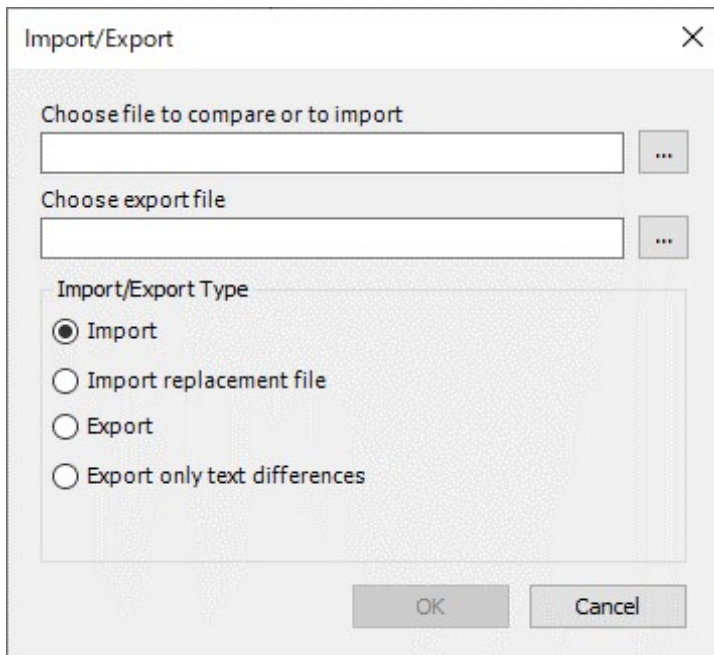 Import/Export
Choose file to compare or to import
...
Choose export file
...
Import/Export Type
Import
Import replacement file
Export
Export only text differences
OK
Cancel